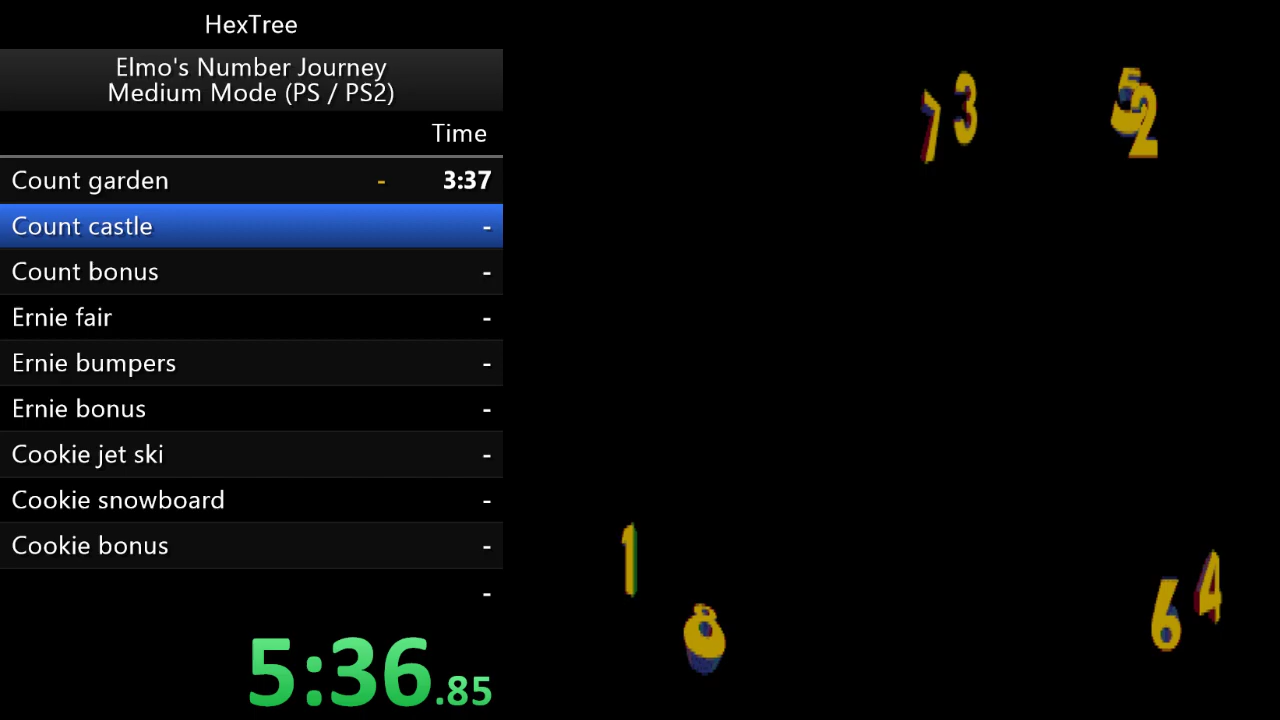 HexTree
Elmo's Number Journey
Medium Mode (PS / PS2)
Time
Count garden - 3:37
Count castle -
Count bonus -
Ernie fair -
Ernie bumpers -
Ernie bonus -
Cookie jet ski -
Cookie snowboard -
Cookie bonus -
-
5:36.85
7 3 5 2
1
8 6 4